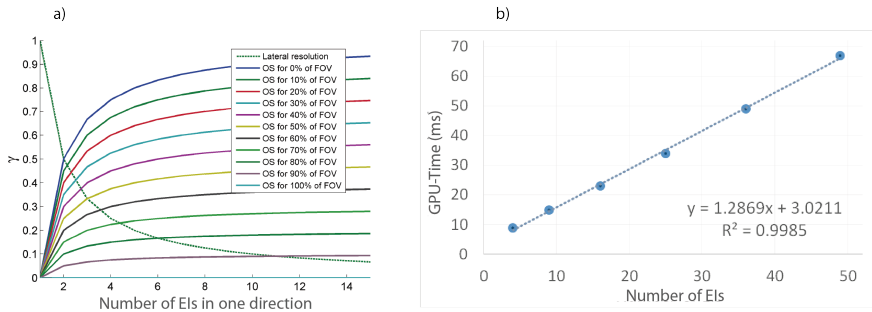 a)
b)
1
0.9
0.8
0.7
0.6
0.5
0.4
0.3
0.2
0.1
0
γ
2
4
6
8
10
12
14
Number of EIs in one direction
Lateral resolution
OS for 0% of FOV
OS for 10% of FOV
OS for 20% of FOV
OS for 30% of FOV
OS for 40% of FOV
OS for 50% of FOV
OS for 60% of FOV
OS for 70% of FOV
OS for 80% of FOV
OS for 90% of FOV
OS for 100% of FOV
70
60
50
40
30
20
10
0
GPU-Time (ms)
y = 1.2869x + 3.0211
R² = 0.9985
0
10
20
30
40
50
Number of EIs